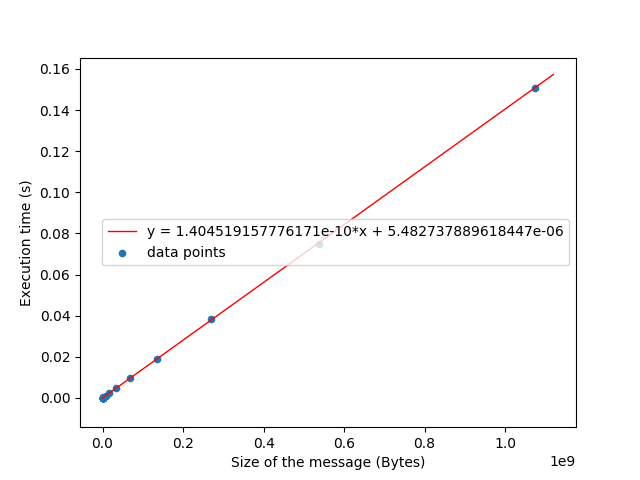 0.16
0.14
0.12
0.10
0.08
0.06
0.04
0.02
0.00
Execution time (s)
y = 1.404519157776171e-10*x + 5.482737889618447e-06
data points
0.0 0.2 0.4 0.6 0.8 1.0
1e9
Size of the message (Bytes)